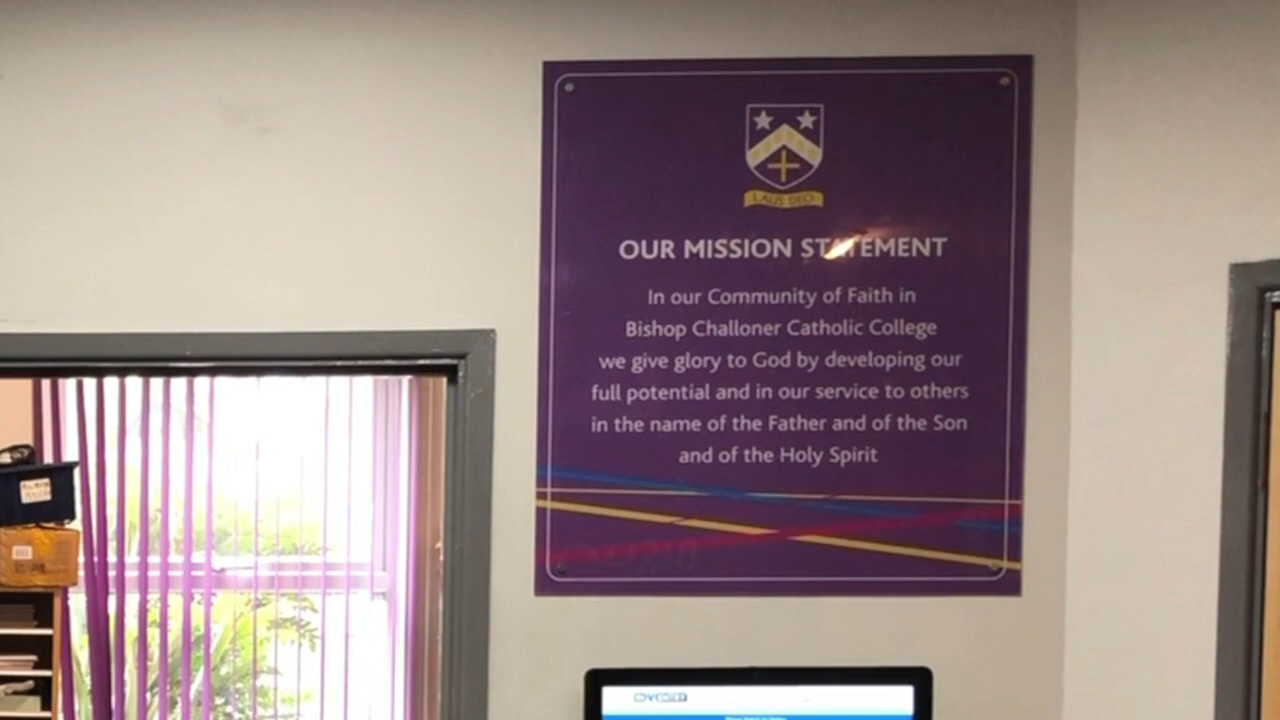 LAUS DEO
OUR MISSION STATEMENT
In our Community of Faith in
Bishop Challoner Catholic College
we give glory to God by developing our
full potential and in our service to others
in the name of the Father and of the Son
and of the Holy Spirit